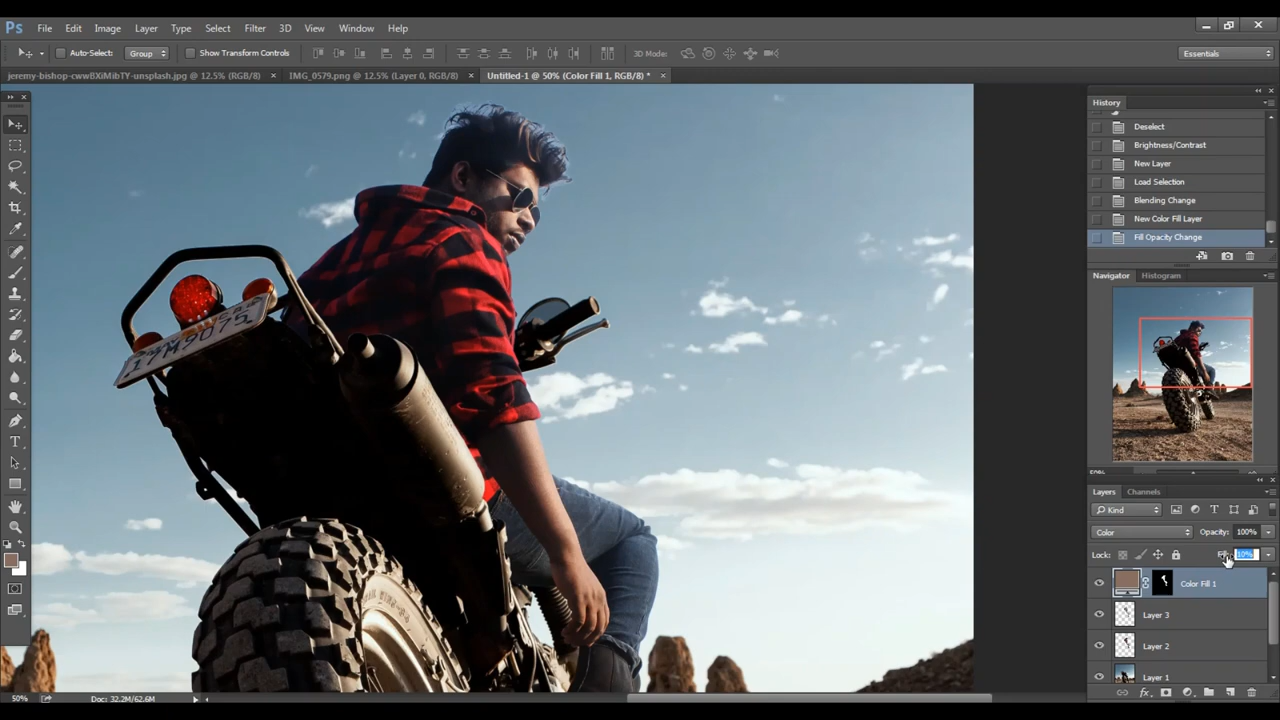 Ps File Edit Image Layer Type Select Filter 3D View Window Help
Auto-Select: Group Show Transform Controls 3D Mode: Essentials
jeremy-bishop-cwwBXiMibTY-unsplash.jpg @ 12.5% (RGB/8) × IMG_0579.png @ 12.5% (Layer 0, RGB/8) × Untitled-1 @ 50% (Color Fill 1, RGB/8) * ×
History
Deselect
Brightness/Contrast
New Layer
Load Selection
Blending Change
New Color Fill Layer
Fill Opacity Change
Navigator Histogram
17M9075
Layers Channels
Kind
Color Opacity: 100%
Lock: 10%
Color Fill 1
Layer 3
Layer 2
Layer 1
50% Doc: 32.2M/62.6M